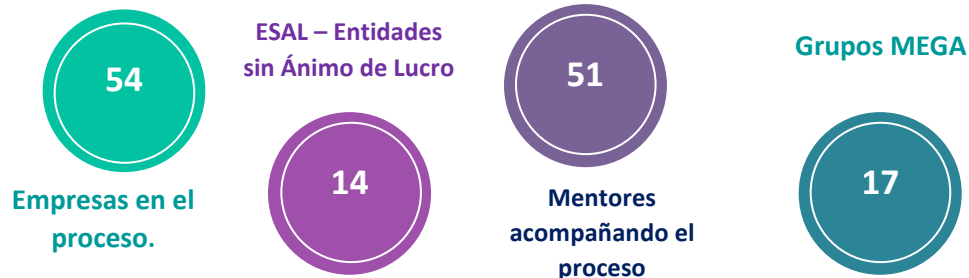 54
Empresas en el
proceso.
ESAL – Entidades
sin Ánimo de Lucro
14
51
Mentores
acompañando el
proceso
Grupos MEGA
17